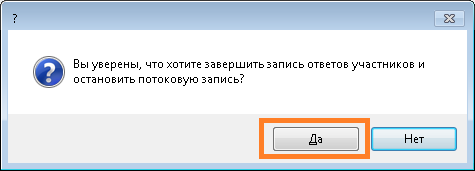 ?
Вы уверены, что хотите завершить запись ответов участников и
остановить потоковую запись?
Да
Нет